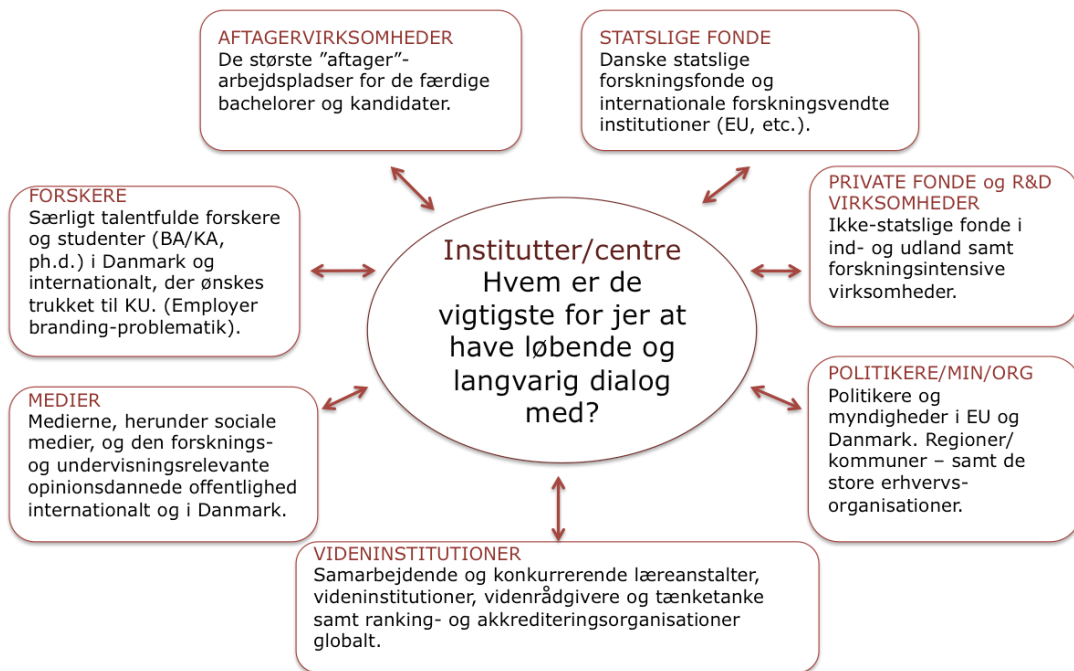 AFTAGERVIRKSOMHEDER
De største ”aftager”-
arbejdspladser for de færdige
bachelorer og kandidater.
STATSLIGE FONDE
Danske statslige
forskningsfonde og
internationale forskningsvendte
institutioner (EU, etc.).
FORSKERE
Særligt talentfulde forskere
og studenter (BA/KA,
ph.d.) i Danmark og
internationalt, der ønskes
trukket til KU. (Employer
branding-problematik).
Institutter/centre
Hvem er de
vigtigste for jer at
have løbende og
langvarig dialog
med?
PRIVATE FONDE og R&D
VIRKSOMHEDER
Ikke-statslige fonde i
ind- og udland samt
forskningsintensive
virksomheder.
MEDIER
Medierne, herunder sociale
medier, og den forsknings-
og undervisningsrelevante
opinionsdannede offentlighed
internationalt og i Danmark.
POLITIKERE/MIN/ORG
Politikere og
myndigheder i EU og
Danmark. Regioner/
kommuner – samt de
store erhvervs-
organisationer.
VIDENINSTITUTIONER
Samarbejdende og konkurrerende læreanstalter,
videninstitutioner, videnrådgivere og tænketanke
samt ranking- og akkrediteringsorganisationer
globalt.